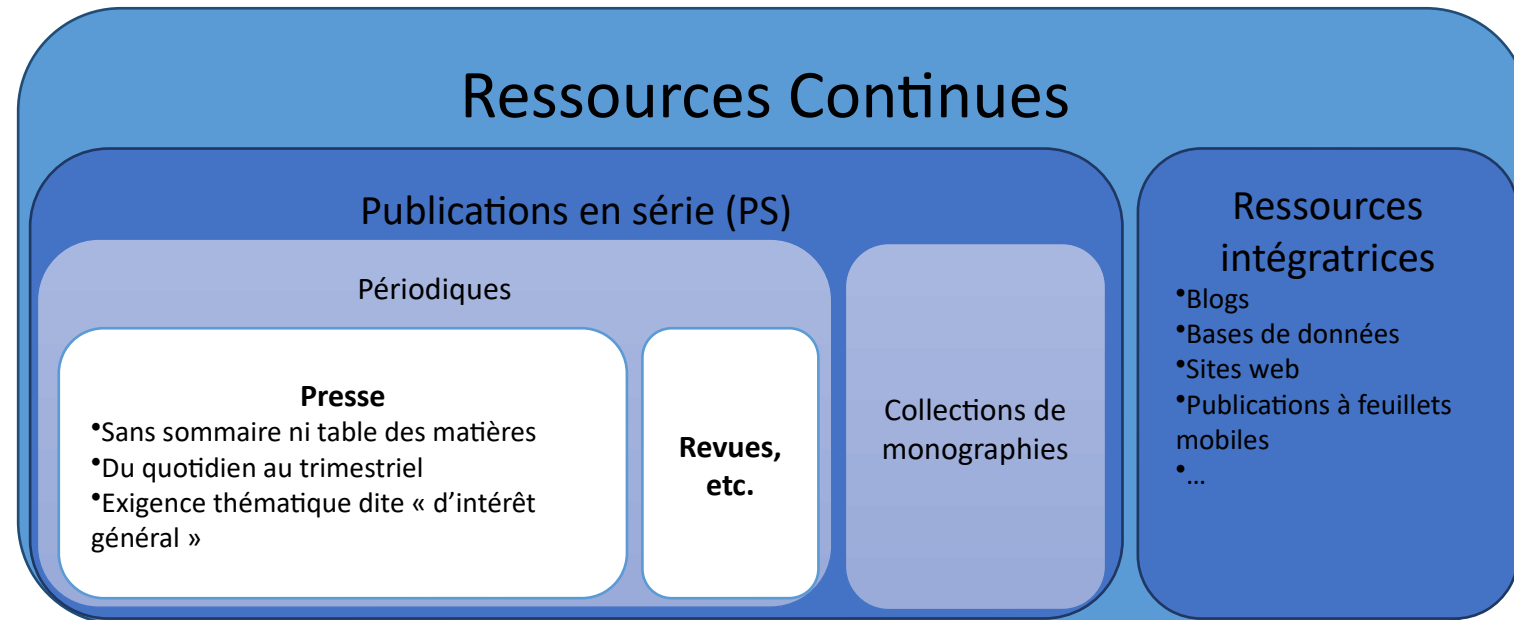 Ressources Continues
Publications en série (PS)
Périodiques
Presse
•Sans sommaire ni table des matières
•Du quotidien au trimestriel
•Exigence thématique dite « d’intérêt
général »
Revues,
etc.
Collections de
monographies
Ressources
intégratrices
•Blogs
•Bases de données
•Sites web
•Publications à feuillets
mobiles
•...